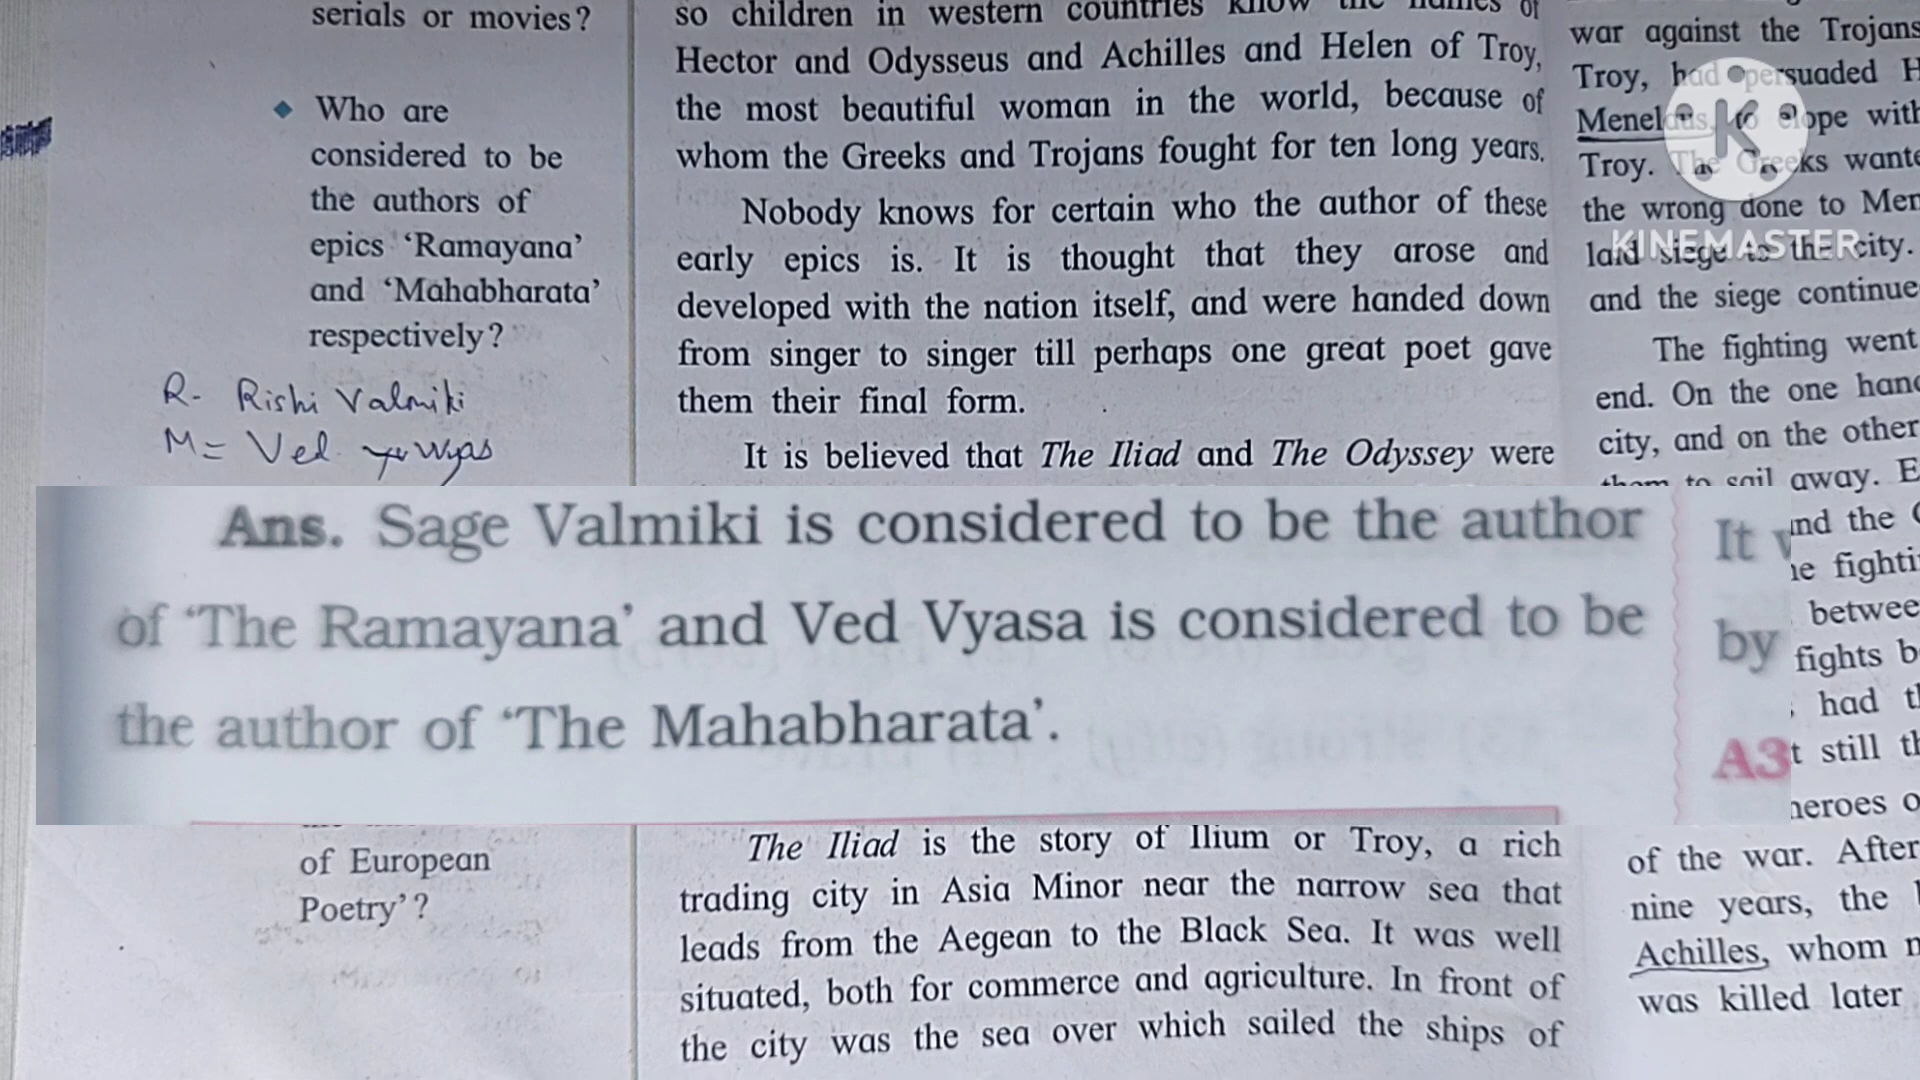 serials or movies?
Who are
considered to be
the authors of
epics ‘Ramayana’
and ‘Mahabharata’
respectively?
R- Rishi Valmiki
M= Ved Wyas
so children in western countries know the names of
Hector and Odysseus and Achilles and Helen of Troy,
the most beautiful woman in the world, because of
whom the Greeks and Trojans fought for ten long years.
Nobody knows for certain who the author of these
early epics is. It is thought that they arose and
developed with the nation itself, and were handed down
from singer to singer till perhaps one great poet gave
them their final form.
It is believed that The Iliad and The Odyssey were
war against the Trojans
Troy, had persuaded H
Menelaus, to elope with
Troy. The Greeks wante
the wrong done to Men
laid siege to the city.
and the siege continue
The fighting went
end. On the one hand
city, and on the other
them to sail away. E
KINEMASTER
Ans. Sage Valmiki is considered to be the author
of ‘The Ramayana’ and Ved Vyasa is considered to be
the author of ‘The Mahabharata’.
It
by
A3
and the
fighti
betwee
fights b
had th
t still th
heroes o
of European
Poetry’?
The Iliad is the story of Ilium or Troy, a rich
trading city in Asia Minor near the narrow sea that
leads from the Aegean to the Black Sea. It was well
situated, both for commerce and agriculture. In front of
the city was the sea over which sailed the ships of
of the war. After
nine years, the
Achilles, whom
was killed later